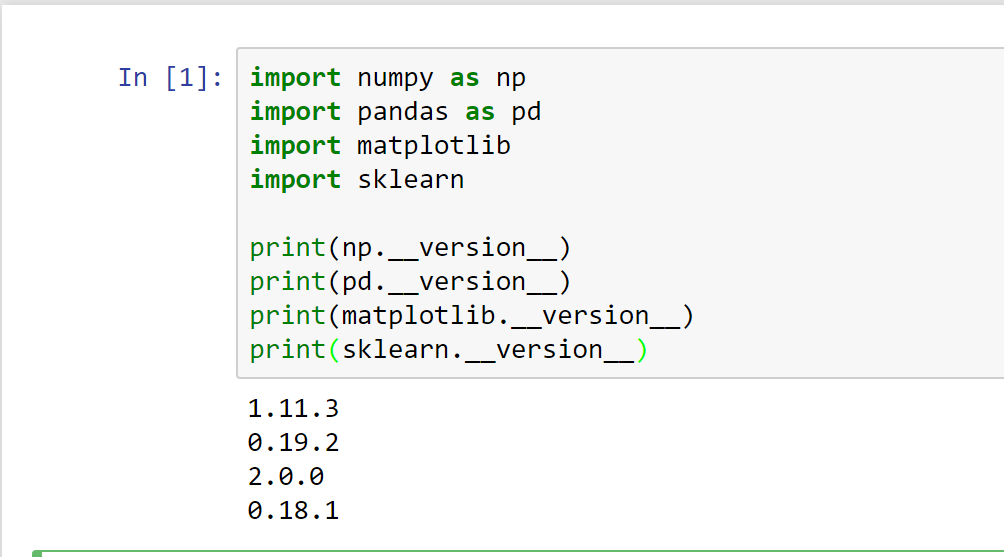 In [1]:
import numpy as np
import pandas as pd
import matplotlib
import sklearn
print(np.__version__)
print(pd.__version__)
print(matplotlib.__version__)
print(sklearn.__version__)
1.11.3
0.19.2
2.0.0
0.18.1